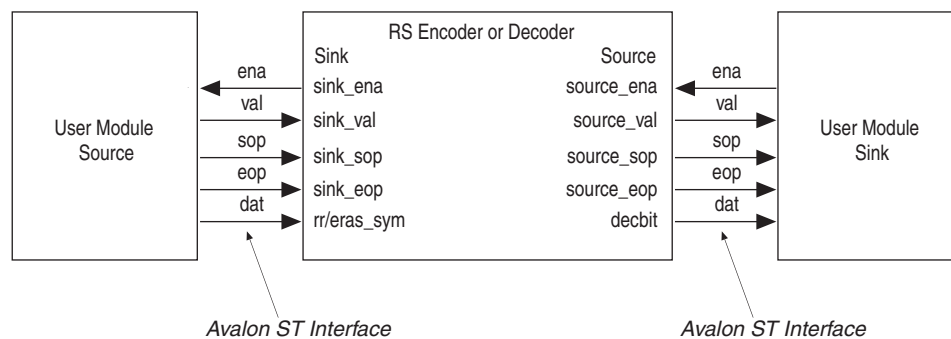 RS Encoder or Decoder
Sink
Source
ena
sink_ena
source_ena
ena
val
sink_val
source_val
val
User Module
Source
User Module
Sink
sop
sink_sop
source_sop
sop
eop
sink_eop
source_eop
eop
dat
rr/eras_sym
decbit
dat
Avalon ST Interface
Avalon ST Interface